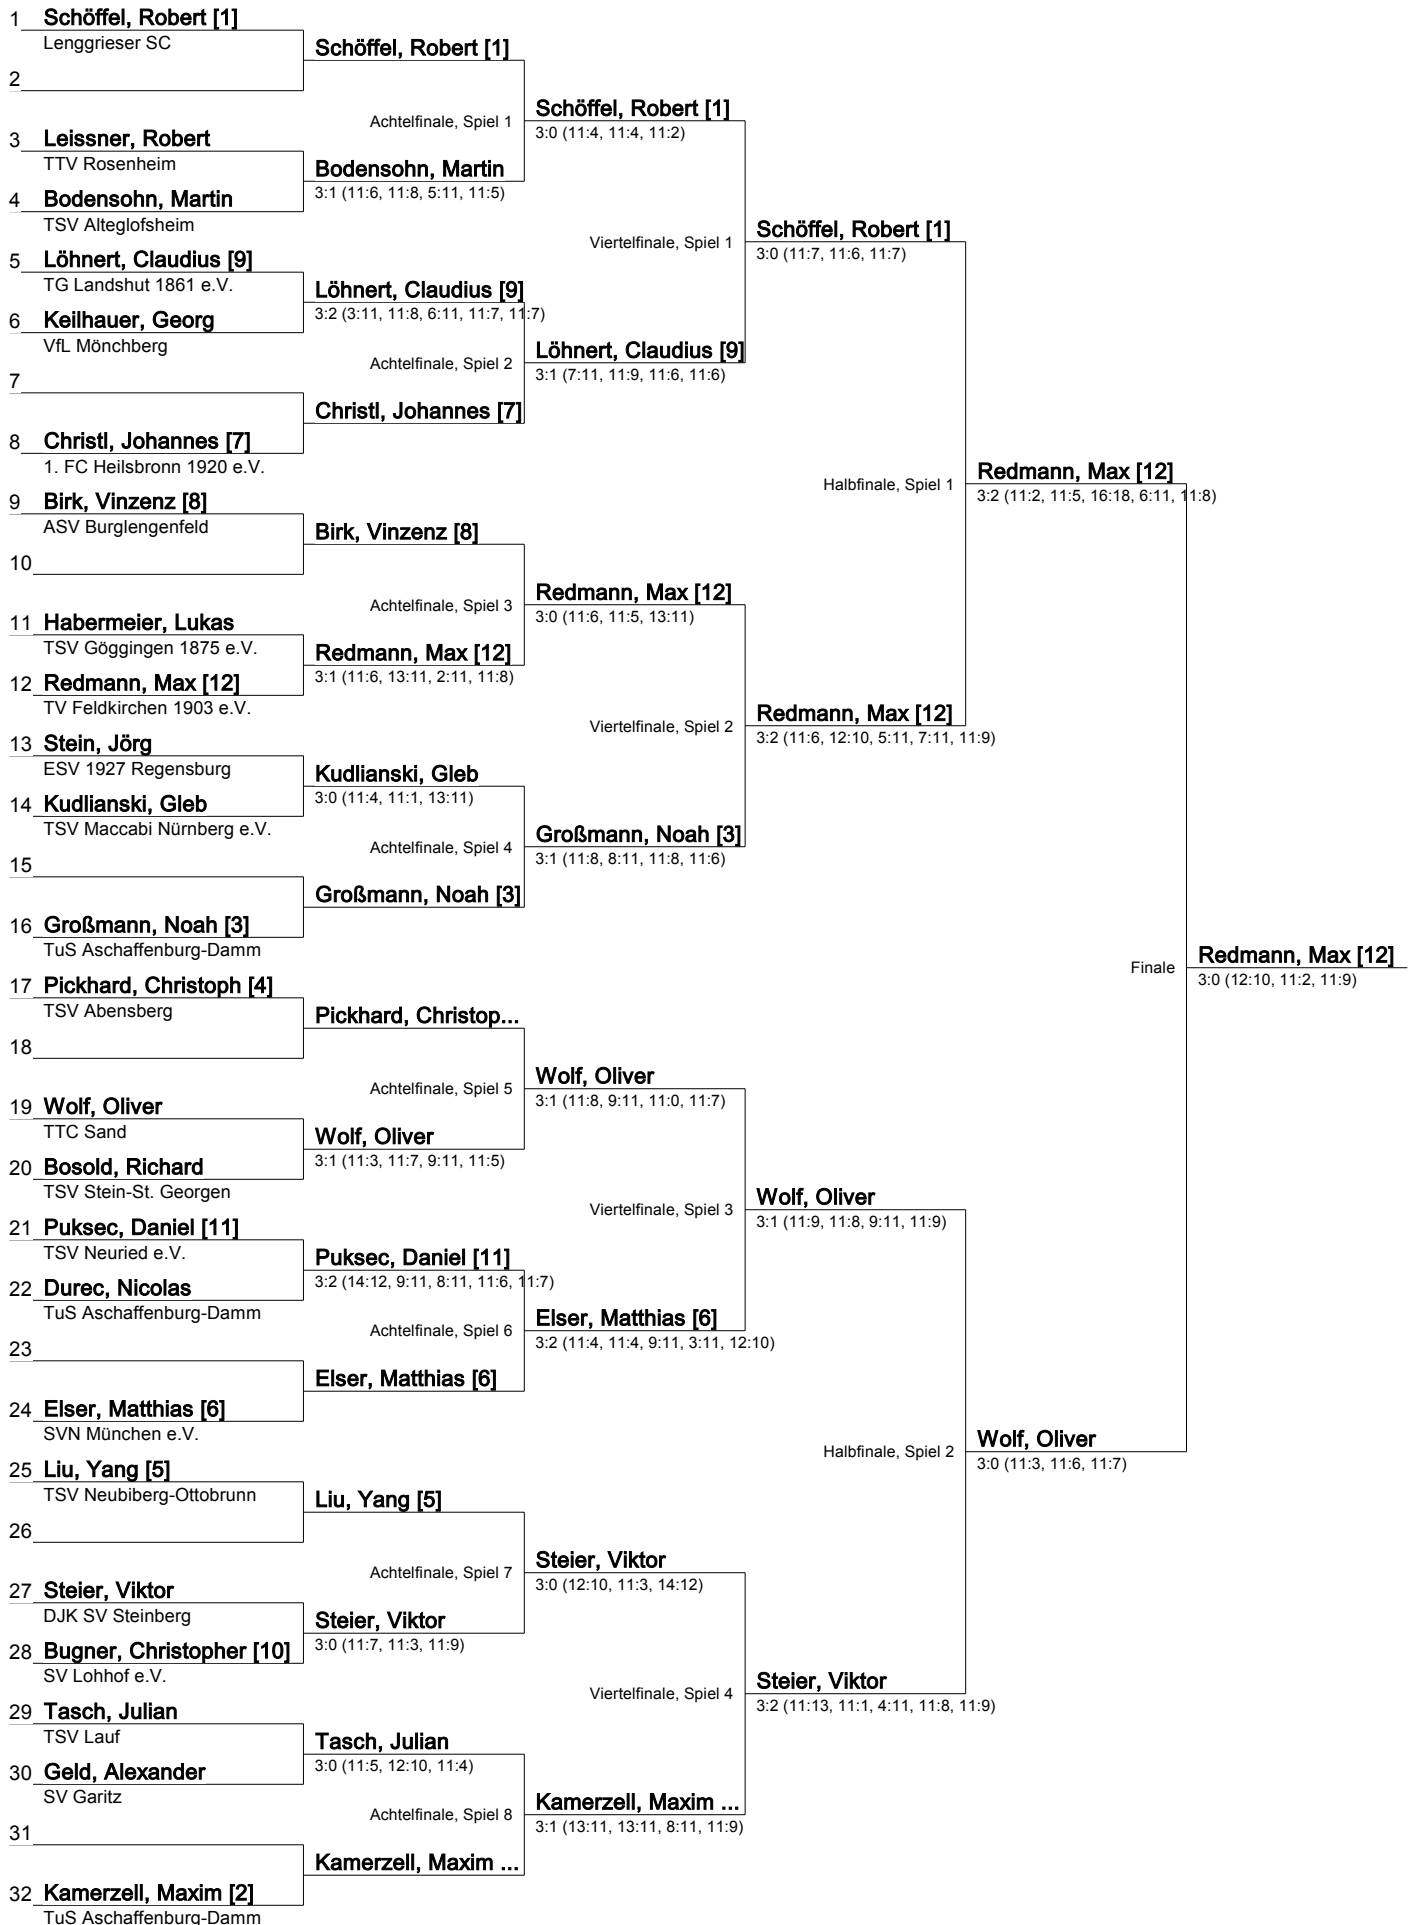 1 Schöffel, Robert [1]
Lenggrieser SC
Schöffel, Robert [1]
2
Achtelfinale, Spiel 1
Schöffel, Robert [1]
3:0 (11:4, 11:4, 11:2)
3 Leissner, Robert
TTV Rosenheim
Bodensohn, Martin
3:1 (11:6, 11:8, 5:11, 11:5)
4 Bodensohn, Martin
TSV Alteglofsheim
Viertelfinale, Spiel 1
Schöffel, Robert [1]
3:0 (11:7, 11:6, 11:7)
5 Löhnert, Claudius [9]
TG Landshut 1861 e.V.
Löhnert, Claudius [9]
3:2 (3:11, 11:8, 6:11, 11:7, 11:7)
6 Keilhauer, Georg
VfL Mönchberg
Achtelfinale, Spiel 2
Löhnert, Claudius [9]
3:1 (7:11, 11:9, 11:6, 11:6)
7
Christl, Johannes [7]
8 Christl, Johannes [7]
1. FC Heilsbronn 1920 e.V.
Halbfinale, Spiel 1
Redmann, Max [12]
3:2 (11:2, 11:5, 16:18, 6:11, 11:8)
9 Birk, Vinzenz [8]
ASV Burglengenfeld
Birk, Vinzenz [8]
10
Achtelfinale, Spiel 3
Redmann, Max [12]
3:0 (11:6, 11:5, 13:11)
11 Habermeier, Lukas
TSV Göggingen 1875 e.V.
Redmann, Max [12]
3:1 (11:6, 13:11, 2:11, 11:8)
12 Redmann, Max [12]
TV Feldkirchen 1903 e.V.
Viertelfinale, Spiel 2
Redmann, Max [12]
3:2 (11:6, 12:10, 5:11, 7:11, 11:9)
13 Stein, Jörg
ESV 1927 Regensburg
Kudlianski, Gleb
3:0 (11:4, 11:1, 13:11)
14 Kudlianski, Gleb
TSV Maccabi Nürnberg e.V.
Achtelfinale, Spiel 4
Großmann, Noah [3]
3:1 (11:8, 8:11, 11:8, 11:6)
15
Großmann, Noah [3]
16 Großmann, Noah [3]
TuS Aschaffenburg-Damm
Finale
Redmann, Max [12]
3:0 (12:10, 11:2, 11:9)
17 Pickhard, Christoph [4]
TSV Abensberg
Pickhard, Christop...
18
Achtelfinale, Spiel 5
Wolf, Oliver
3:1 (11:8, 9:11, 11:0, 11:7)
19 Wolf, Oliver
TTC Sand
Wolf, Oliver
3:1 (11:3, 11:7, 9:11, 11:5)
20 Bosold, Richard
TSV Stein-St. Georgen
Viertelfinale, Spiel 3
Wolf, Oliver
3:1 (11:9, 11:8, 9:11, 11:9)
21 Puksec, Daniel [11]
TSV Neuried e.V.
Puksec, Daniel [11]
3:2 (14:12, 9:11, 8:11, 11:6, 11:7)
22 Durec, Nicolas
TuS Aschaffenburg-Damm
Achtelfinale, Spiel 6
Elser, Matthias [6]
3:2 (11:4, 11:4, 9:11, 3:11, 12:10)
23
Elser, Matthias [6]
24 Elser, Matthias [6]
SVN München e.V.
Halbfinale, Spiel 2
Wolf, Oliver
3:0 (11:3, 11:6, 11:7)
25 Liu, Yang [5]
TSV Neubiberg-Ottobrunn
Liu, Yang [5]
26
Achtelfinale, Spiel 7
Steier, Viktor
3:0 (12:10, 11:3, 14:12)
27 Steier, Viktor
DJK SV Steinberg
Steier, Viktor
3:0 (11:7, 11:3, 11:9)
28 Bugner, Christopher [10]
SV Lohhof e.V.
Viertelfinale, Spiel 4
Steier, Viktor
3:2 (11:13, 11:1, 4:11, 11:8, 11:9)
29 Tasch, Julian
TSV Lauf
Tasch, Julian
3:0 (11:5, 12:10, 11:4)
30 Geld, Alexander
SV Garitz
Achtelfinale, Spiel 8
Kamerzell, Maxim ...
3:1 (13:11, 13:11, 8:11, 11:9)
31
Kamerzell, Maxim ...
32 Kamerzell, Maxim [2]
TuS Aschaffenburg-Damm